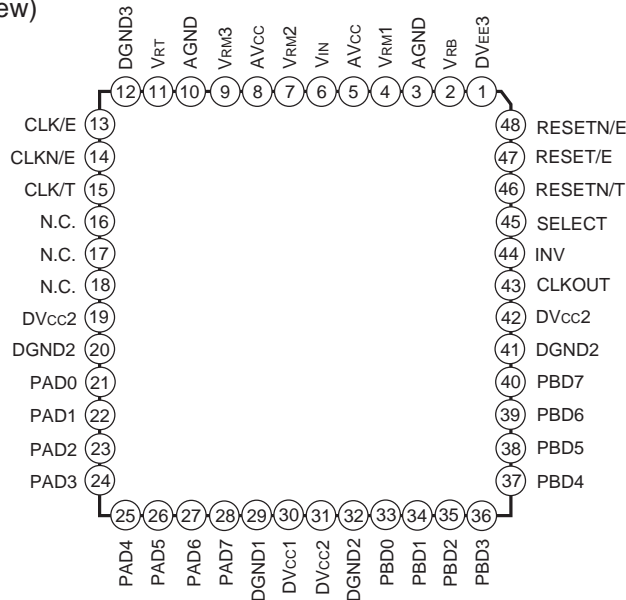 ew)
DGND3
VRT
AGND
VRM3
AVCC
VRM2
VIN
AVCC
VRM1
AGND
VRB
DVEE3
12 11 10 9 8 7 6 5 4 3 2 1
CLK/E 13
CLKN/E 14
CLK/T 15
N.C. 16
N.C. 17
N.C. 18
DVCC2 19
DGND2 20
PAD0 21
PAD1 22
PAD2 23
PAD3 24
48 RESETN/E
47 RESET/E
46 RESETN/T
45 SELECT
44 INV
43 CLKOUT
42 DVCC2
41 DGND2
40 PBD7
39 PBD6
38 PBD5
37 PBD4
25 26 27 28 29 30 31 32 33 34 35 36
PAD4
PAD5
PAD6
PAD7
DGND1
DVCC1
DVCC2
DGND2
PBD0
PBD1
PBD2
PBD3